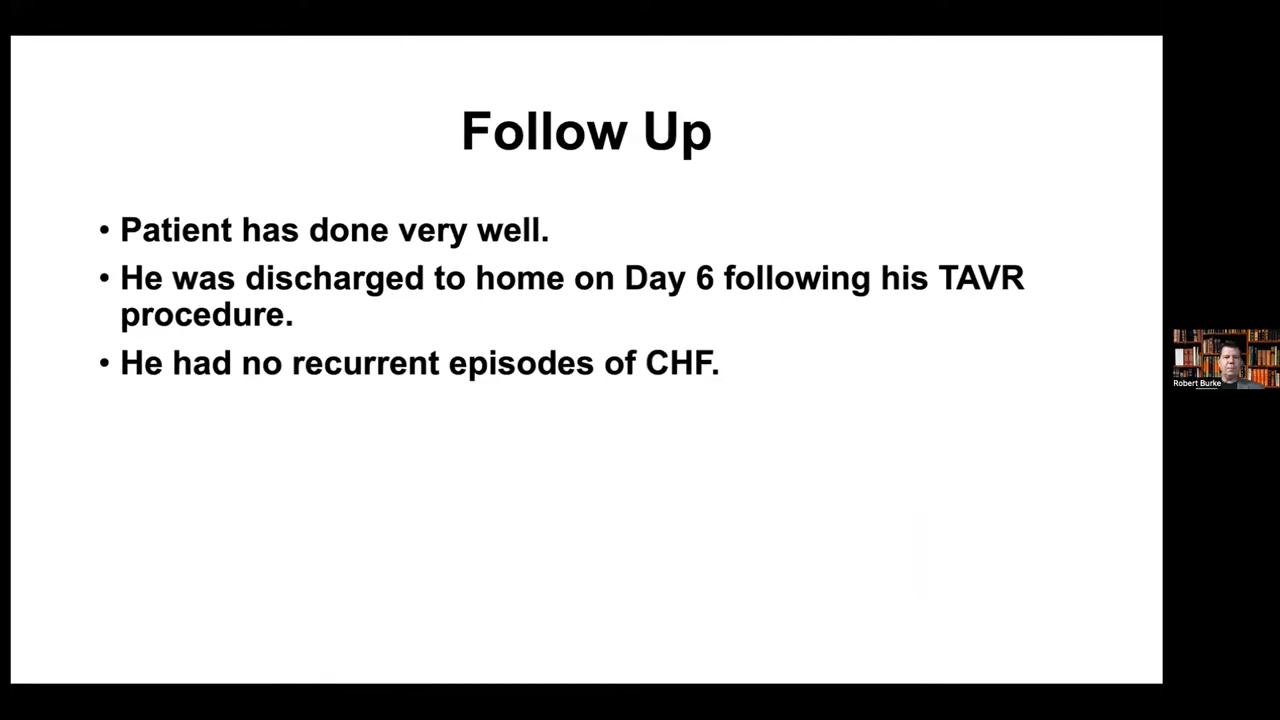 Follow Up
• Patient has done very well.
• He was discharged to home on Day 6 following his TAVR
procedure.
• He had no recurrent episodes of CHF.
Robert Burke